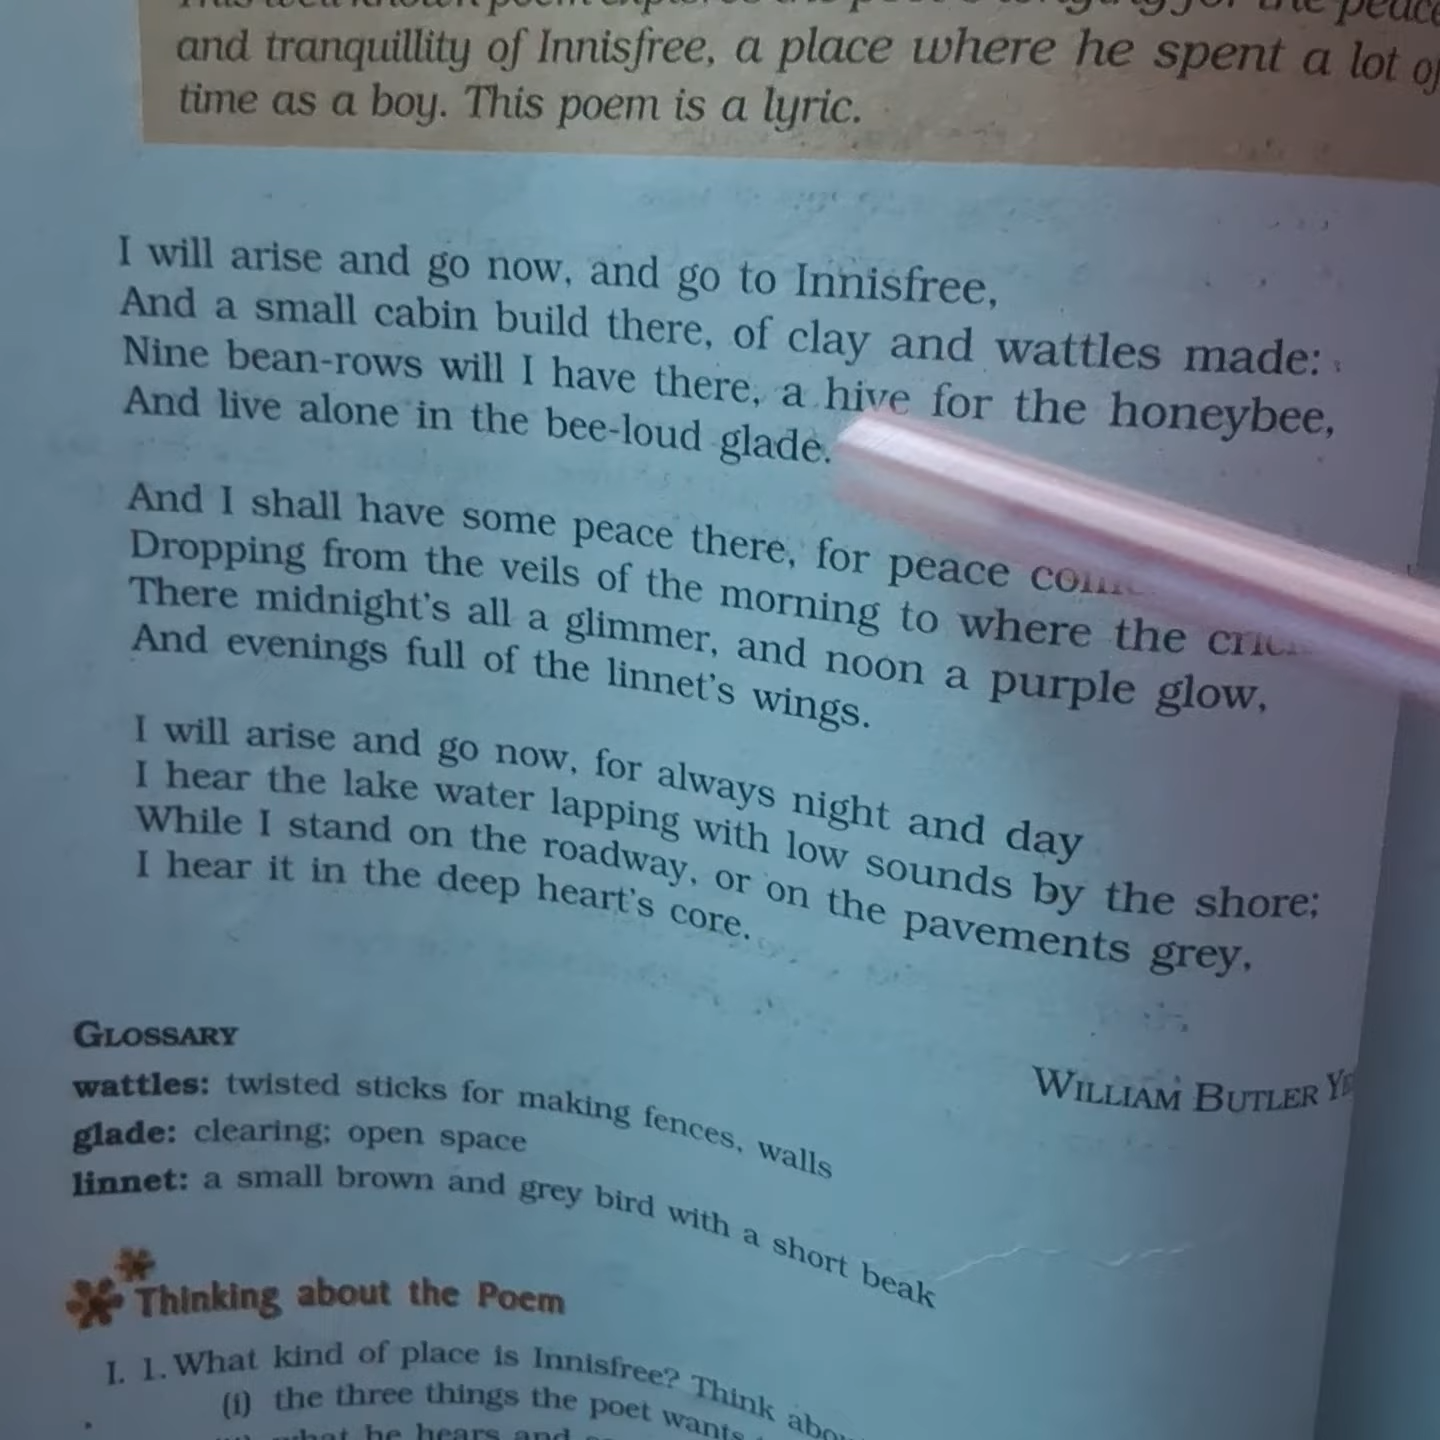 and tranquillity of Innisfree, a place where he spent a lot of
time as a boy. This poem is a lyric.
I will arise and go now, and go to Innisfree,
And a small cabin build there, of clay and wattles made:
Nine bean-rows will I have there, a hive for the honeybee,
And live alone in the bee-loud glade.
And I shall have some peace there, for peace
Dropping from the veils of the morning to where the
There midnight's all a glimmer, and noon a purple glow,
And evenings full of the linnet's wings.
I will arise and go now, for always night and day
I hear the lake water lapping with low sounds by the shore;
While I stand on the roadway, or on the pavements grey,
I hear it in the deep heart's core.
WILLIAM BUTLER
GLOSSARY
wattles: twisted sticks for making fences, walls
glade: clearing; open space
linnet: a small brown and grey bird with a short beak
Thinking about the Poem
I. 1. What kind of place is Innisfree? Think
(i) the three things the poet wants